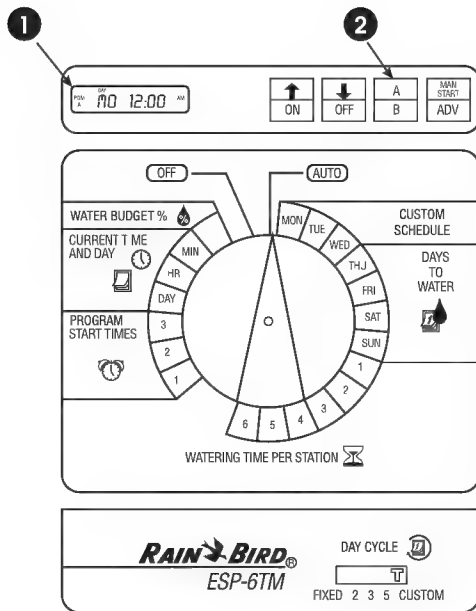 1 2
PGM A DAY MO 12:00 AM
ON OFF A B MAN START ADV
OFF AUTO
WATER BUDGET % %
CURRENT T ME AND DAY
MIN
HR
DAY
PROGRAM START TIMES
3
2
1
MON
TUE
WED
THJ
FRI
SAT
SUN
1
2
3
4
5
6
CUSTOM SCHEDULE
DAYS TO WATER
WATERING TIME PER STATION
RAIN BIRD®
ESP-6TM
DAY CYCLE
FIXED 2 3 5 CUSTOM